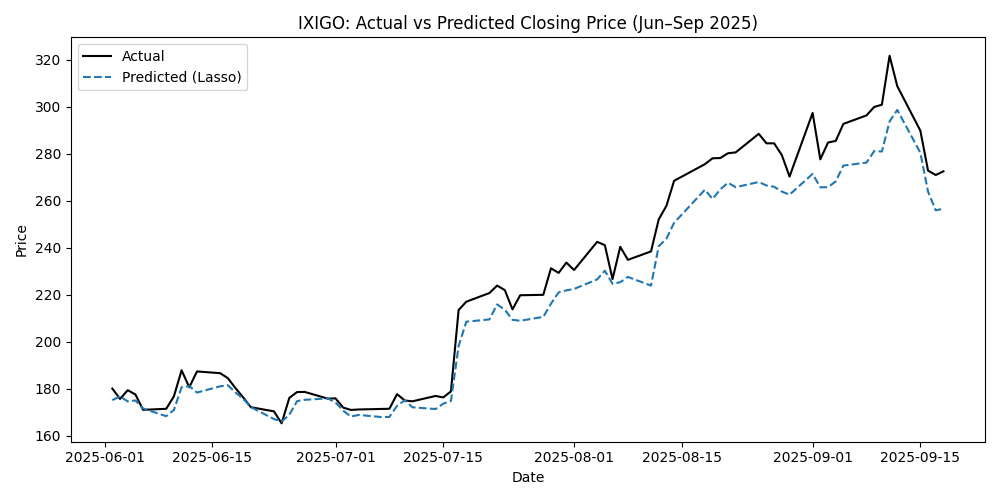 IXIGO: Actual vs Predicted Closing Price (Jun–Sep 2025)
Actual
Predicted (Lasso)
Price
320
300
280
260
240
220
200
180
160
2025-06-01 2025-06-15 2025-07-01 2025-07-15 2025-08-01 2025-08-15 2025-09-01 2025-09-15
Date